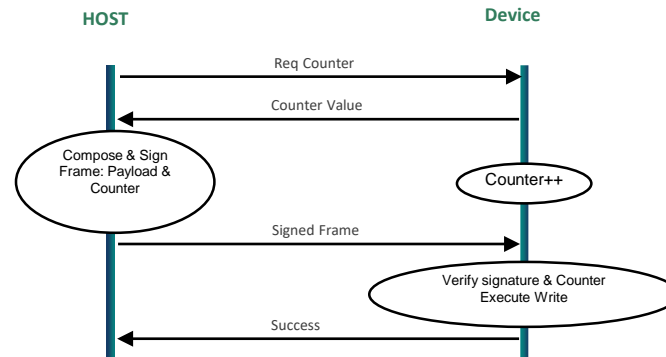 HOST
Device
Req Counter
Counter Value
Compose & Sign
Frame: Payload &
Counter
Counter++
Signed Frame
Verify signature & Counter
Execute Write
Success